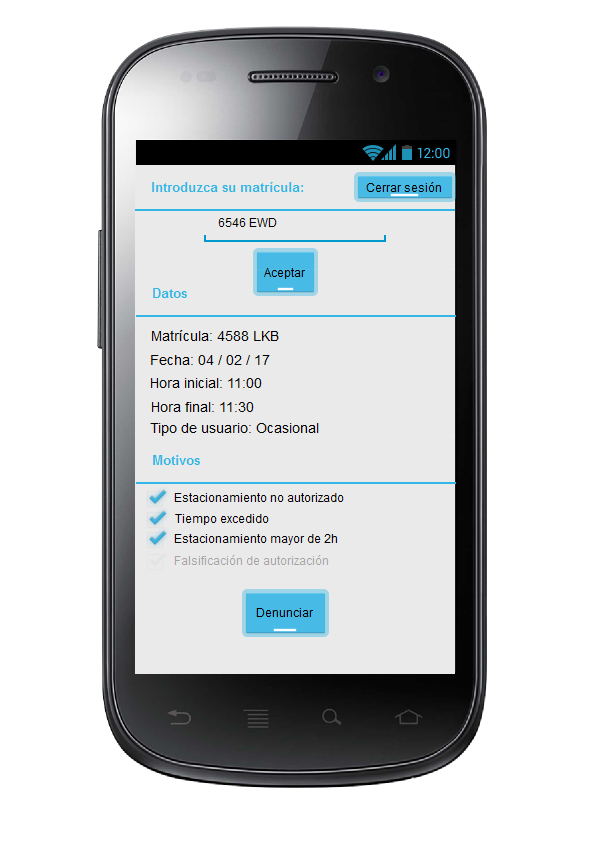 12:00
Introduzca su matrícula:
Cerrar sesión
6546 EWD
Aceptar
Datos
Matrícula: 4588 LKB
Fecha: 04 / 02 / 17
Hora inicial: 11:00
Hora final: 11:30
Tipo de usuario: Ocasional
Motivos
Estacionamiento no autorizado
Tiempo excedido
Estacionamiento mayor de 2h
Falsificación de autorización
Denunciar